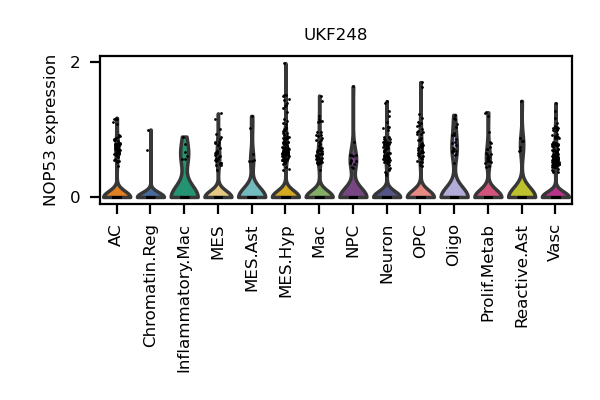 UKF248
NOP53 expression
2
0
AC
Chromatin.Reg
Inflammatory.Mac
MES
MES.Ast
MES.Hyp
Mac
NPC
Neuron
OPC
Oligo
Prolif.Metab
Reactive.Ast
Vasc